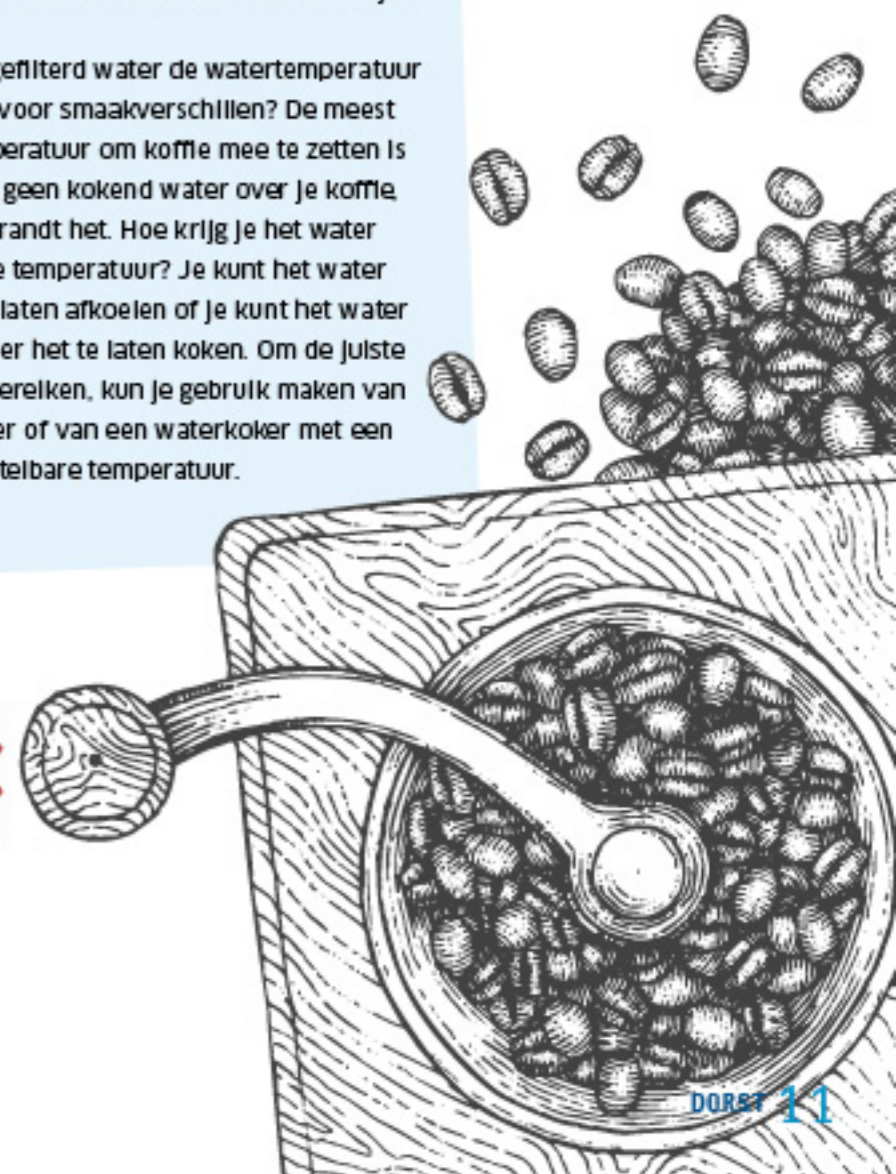 gefilterd water de watertemperatuur
voor smaakverschillen? De meest
peratuur om koffie mee te zetten is
geen kokend water over je koffie,
randt het. Hoe krijg je het water
e temperatuur? Je kunt het water
laten afkoelen of je kunt het water
er het te laten koken. Om de juiste
ereiken, kun je gebruik maken van
er of van een waterkoker met een
telbare temperatuur.
DORST 11